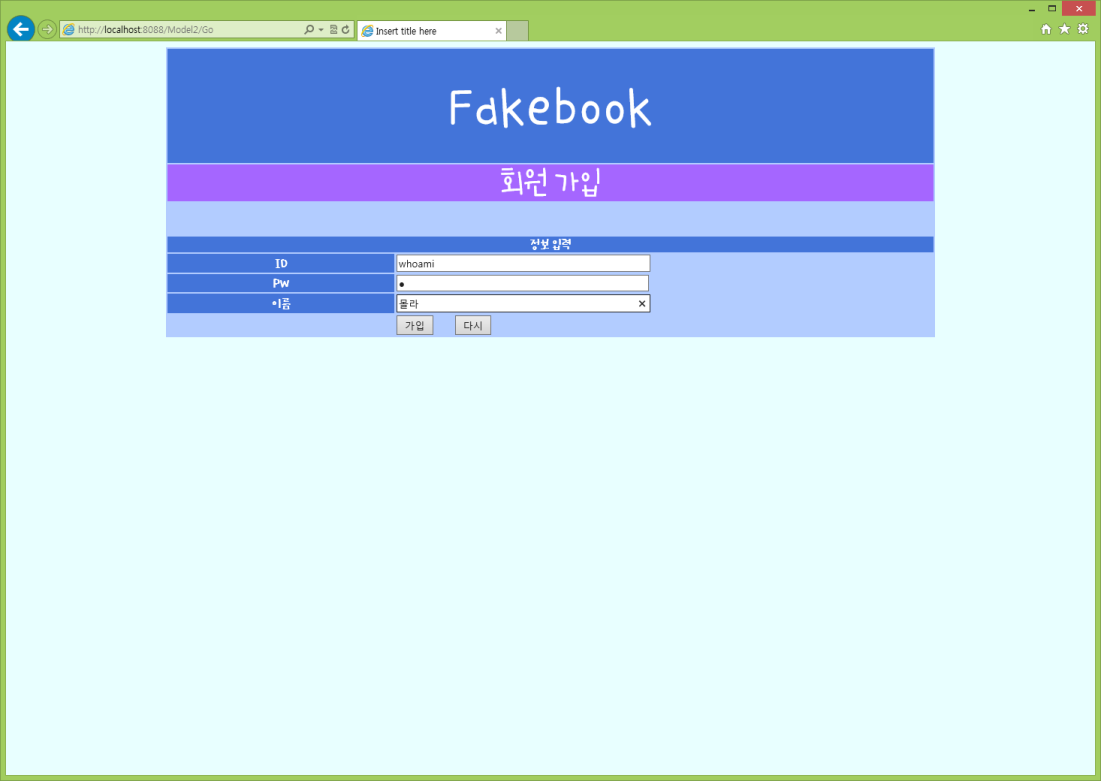 http://localhost:8088/Model2/Go
Insert title here
Fakebook
회원 가입
정보 입력
ID
whoami
PW
●
이름
몰라
가입
다시